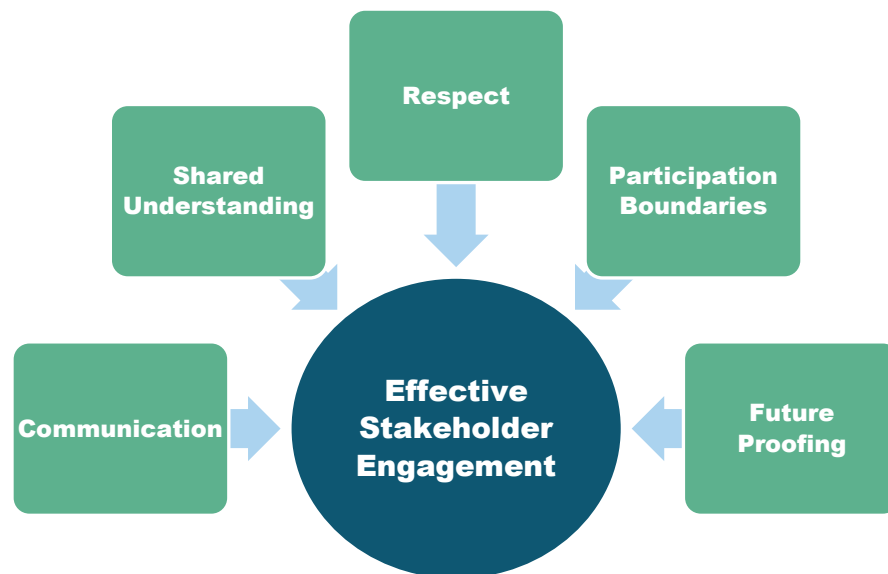 Respect
Shared
Understanding
Participation
Boundaries
Communication
Effective
Stakeholder
Engagement
Future
Proofing